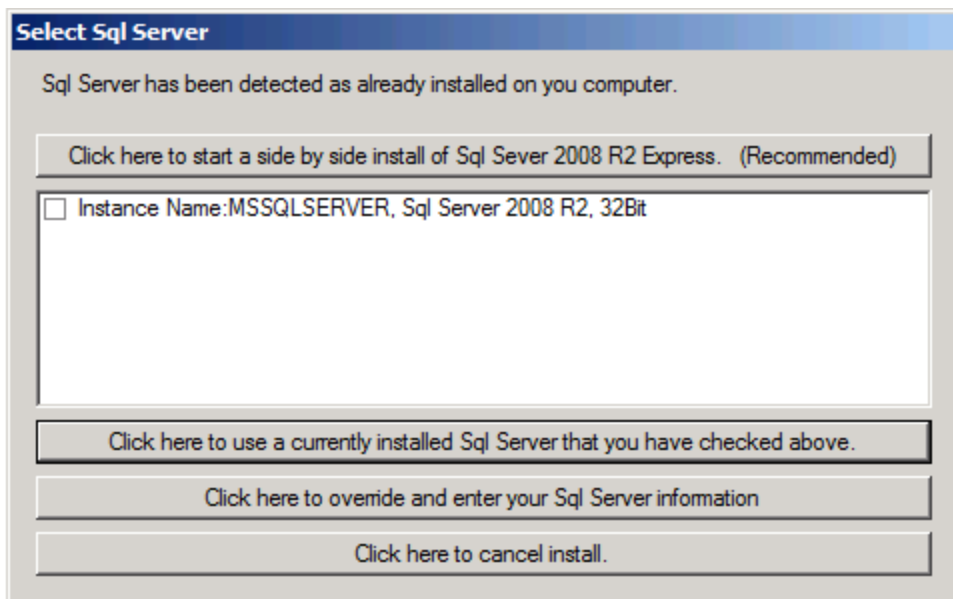 Select Sql Server
Sql Server has been detected as already installed on you computer.
Click here to start a side by side install of Sql Sever 2008 R2 Express. (Recommended)
Instance Name:MSSQLSERVER, Sql Server 2008 R2, 32Bit
Click here to use a currently installed Sql Server that you have checked above.
Click here to override and enter your Sql Server information
Click here to cancel install.